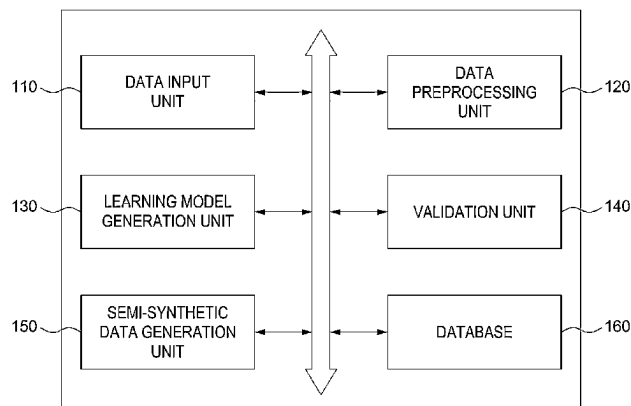 110
DATA INPUT
UNIT
DATA
PREPROCESSING
UNIT
120
130
LEARNING MODEL
GENERATION UNIT
VALIDATION UNIT
140
150
SEMI-SYNTHETIC
DATA GENERATION
UNIT
DATABASE
160